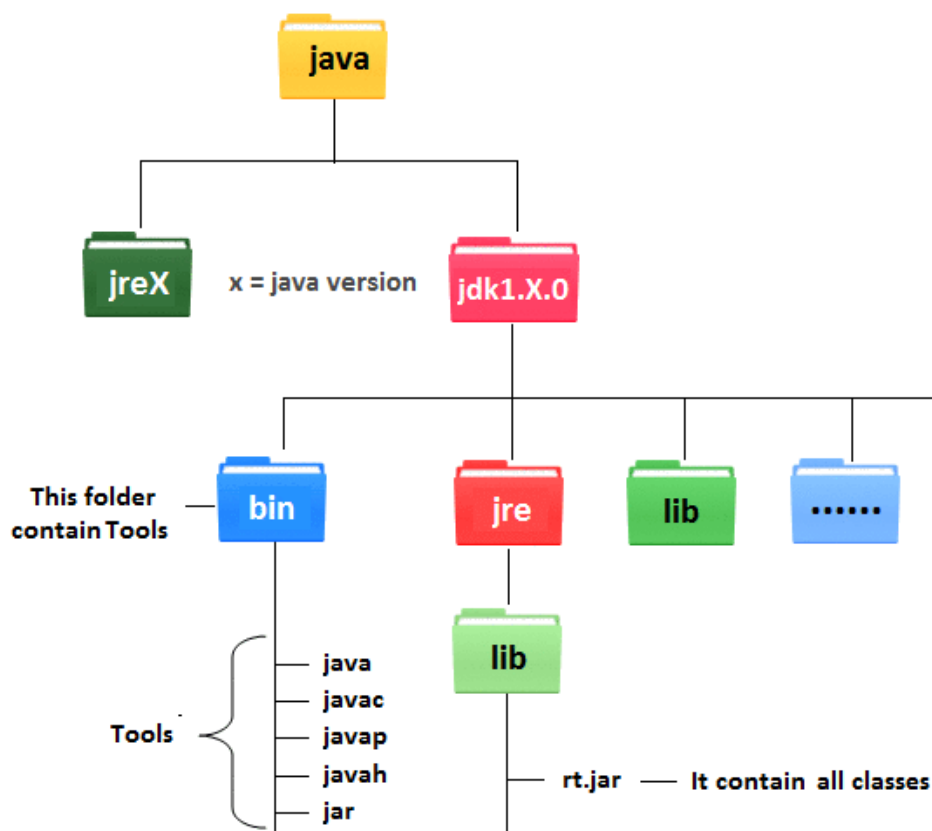 java
jreX
x = java version
jdk1.X.0
This folder
contain Tools
bin
jre
lib
......
lib
Tools
java
javac
javap
javah
jar
rt.jar
It contain all classes